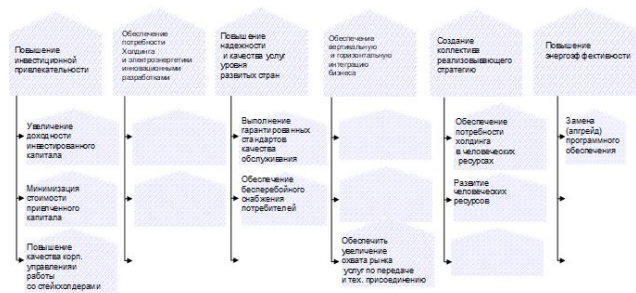 Повышение
инвестиционной
привлекательности
Обеспечение
потребности
Холдинга
и электроэнергетики
инновационными
разработками
Повышение
надежности
и качества услуг
уровня
развитых стран
Обеспечение
вертикальную
и горизонтальную
интеграцию
бизнеса
Создание
коллектива
реализовывающего
стратегию
Повышение
энергоэффективности
Увеличение
доходности
инвестированного
капитала
Выполнение
гарантированных
стандартов
качества
обслуживания
Обеспечение
потребности
холдинга
в человеческих
ресурсах
Замена
(апгрейд)
программного
обеспечения
Минимизация
стоимости
привлченного
капитала
Обеспечение
бесперебойного
снабжения
потребителей
Развитие
человеческих
ресурсов
Повышение
качества корп.
управления
работы
со стейкхолдерами
Обеспечить
увеличение
охвата рынка
услуг по передаче
и тех. присоединению